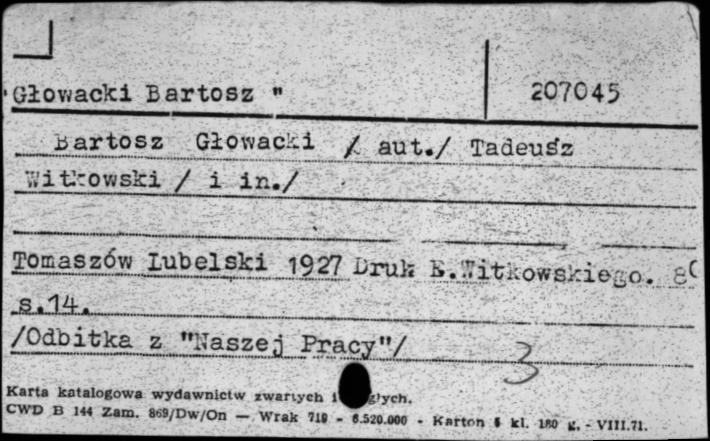 "Głowacki Bartosz" 207045
Bartosz Głowacki / aut./ Tadeusz
Witkowski / i in./
Tomaszów Lubelski 1927 Druk E.Witkowskiego. 8°
s.14.
/Odbitka z "Naszej Pracy"/
3
Karta katalogowa wydawnictw zwartych i
CWD B 144 Zam. 869/Dw/On — Wrak 719 - 6.520.000 - Karton kl. 180 g. - VIII.71.